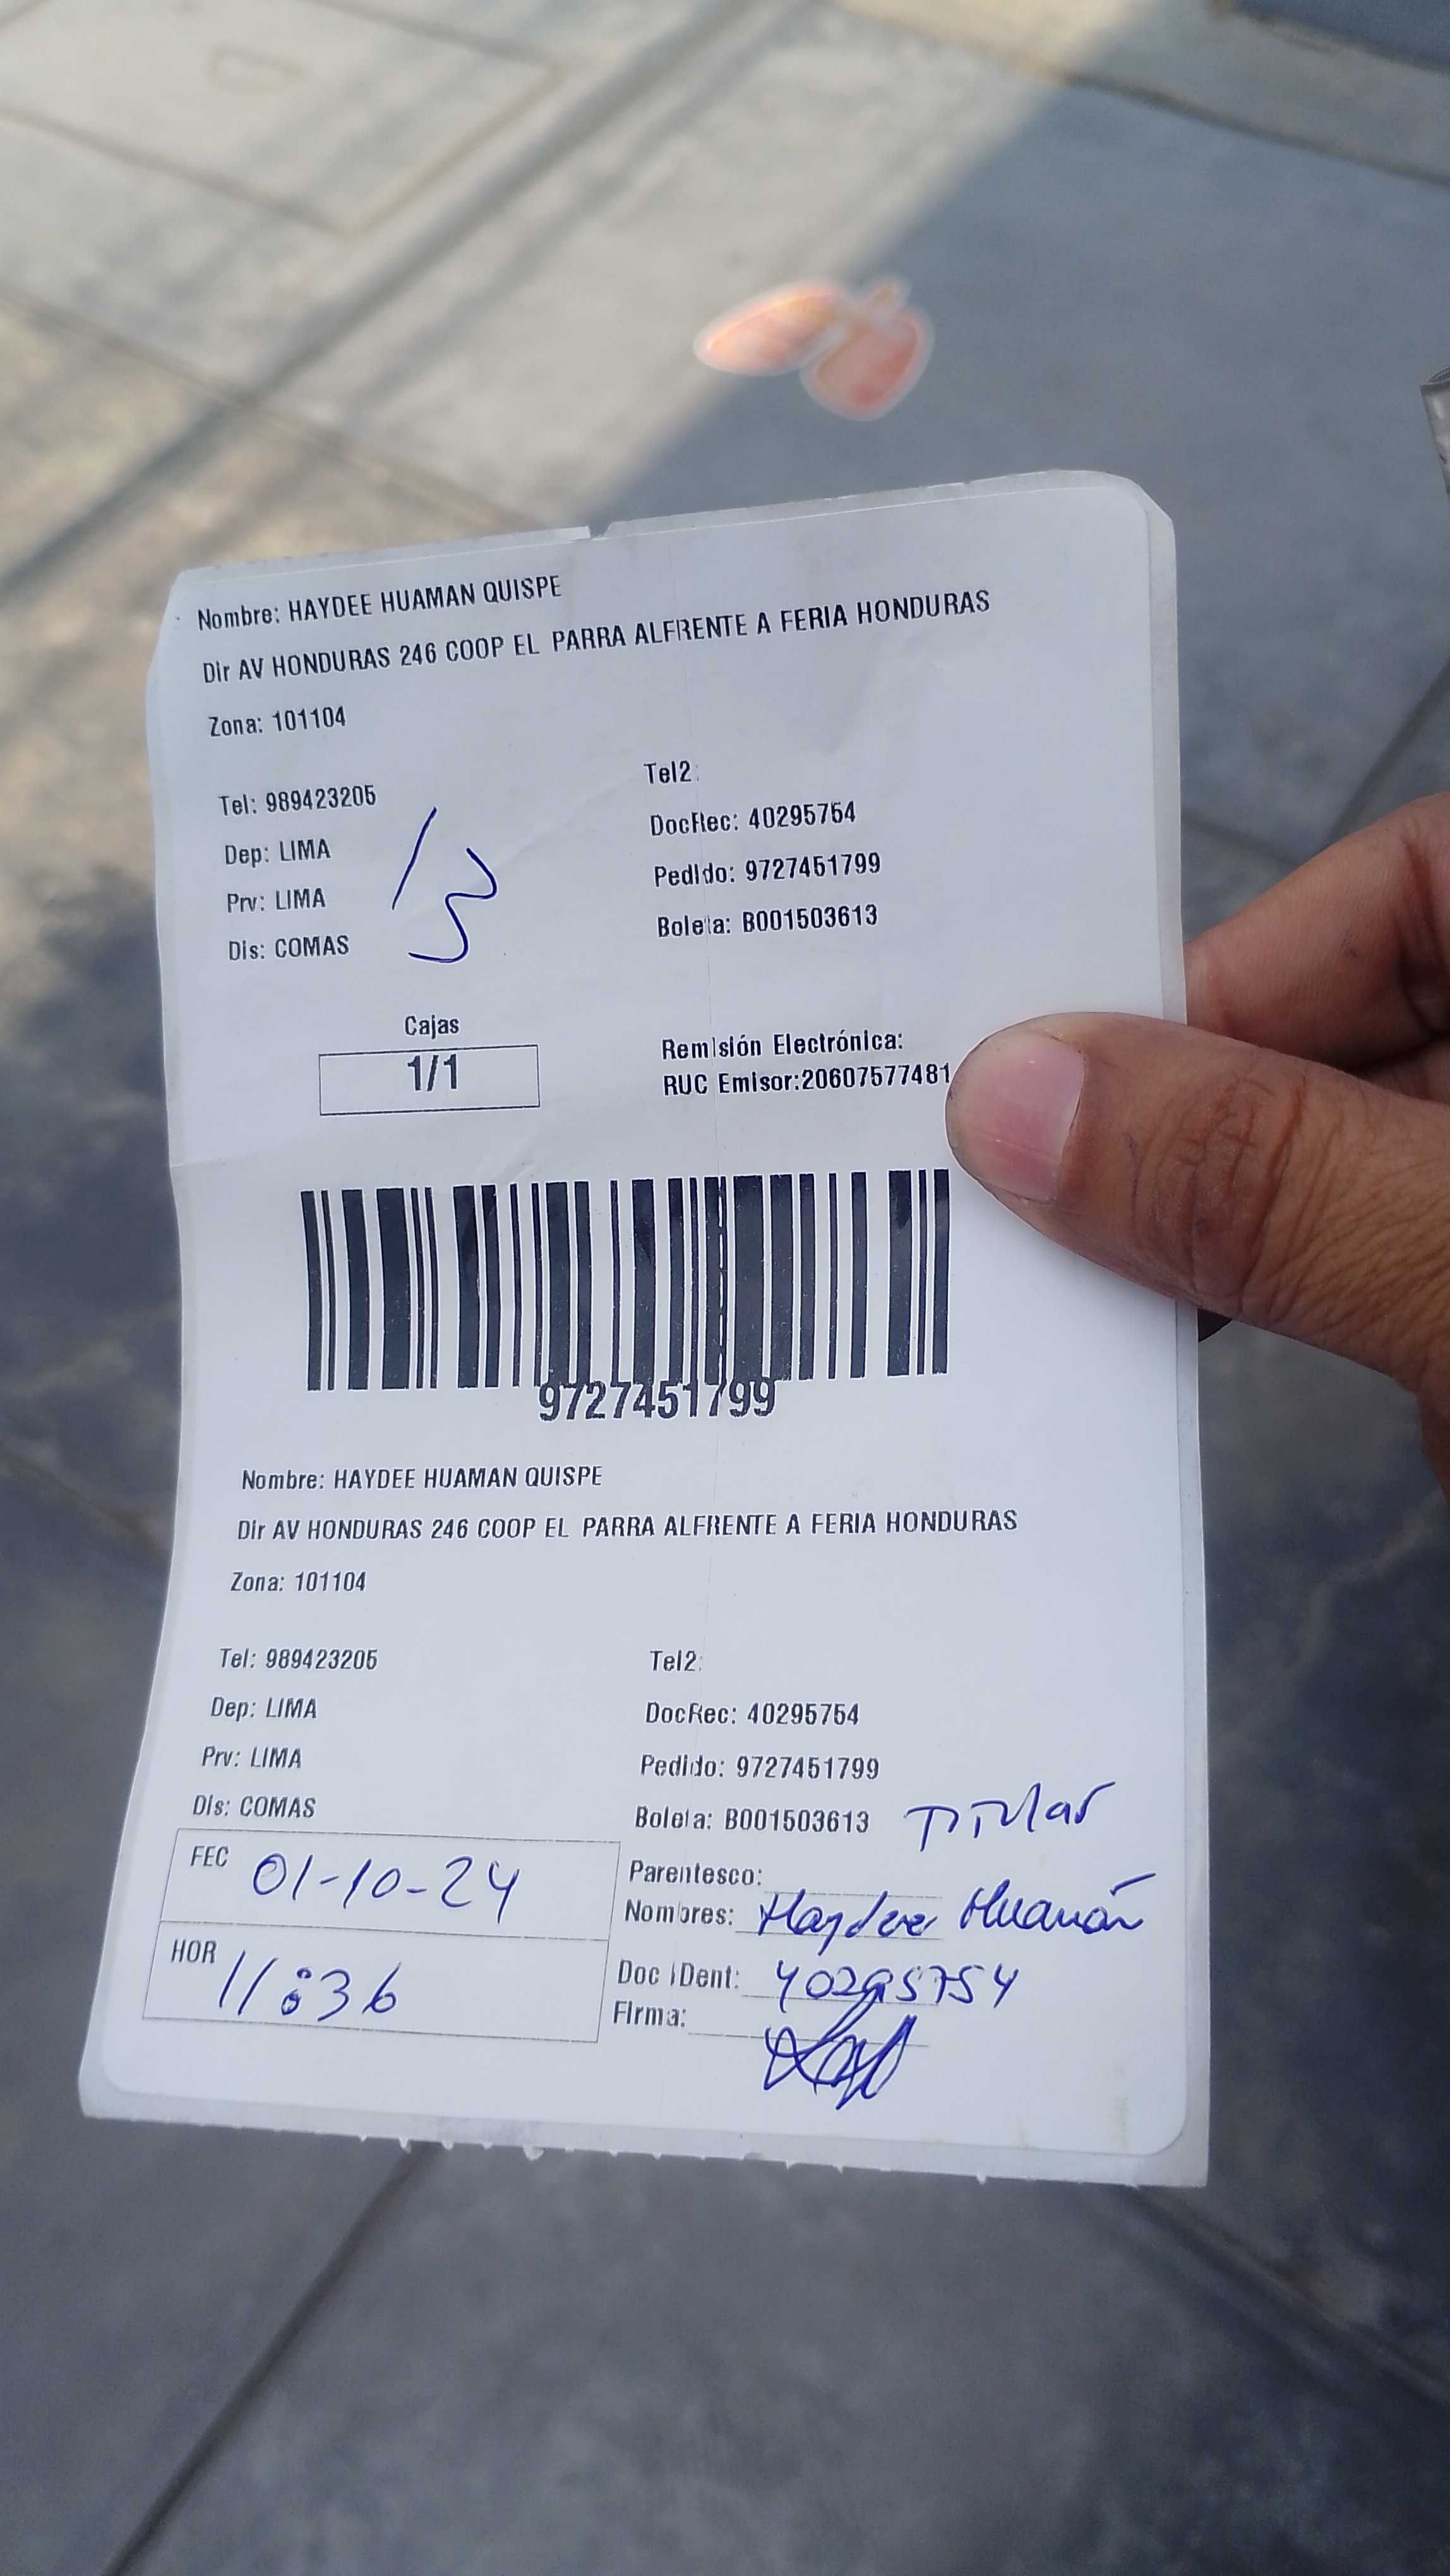 Nombre: HAYDEE HUAMAN QUISPE
Dir AV HONDURAS 246 COOP EL PARRA ALFRENTE A FERIA HONDURAS
Zona: 101104
Tel: 989423205 Tel2:
Dep: LIMA DocRec: 40295754
Prv: LIMA Pedido: 9727451799
Dis: COMAS Boleta: B001503613
13
Cajas
1/1
Remisión Electrónica:
RUC Emisor:20607577481
9727451799
Nombre: HAYDEE HUAMAN QUISPE
Dir AV HONDURAS 246 COOP EL PARRA ALFRENTE A FERIA HONDURAS
Zona: 101104
Tel: 989423205 Tel2:
Dep: LIMA DocRec: 40295754
Prv: LIMA Pedido: 9727451799
Dis: COMAS Boleta: B001503613
Titular
FEC 01-10-24 Parentesco:
Nombres: Haydee Huamán
HOR 11:36 Doc IDent: 40295754
Firma: